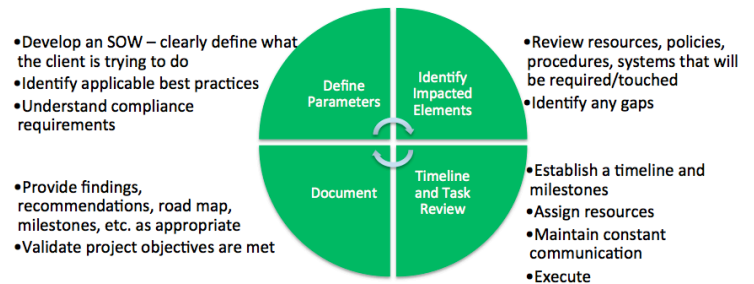 •Develop an SOW – clearly define what
the client is trying to do
•Identify applicable best practices
•Understand compliance
requirements
Define
Parameters
Identify
Impacted
Elements
•Review resources, policies,
procedures, systems that will
be required/touched
•Identify any gaps
•Provide findings,
recommendations, road map,
milestones, etc. as appropriate
•Validate project objectives are met
Document
Timeline
and Task
Review
•Establish a timeline and
milestones
•Assign resources
•Maintain constant
communication
•Execute